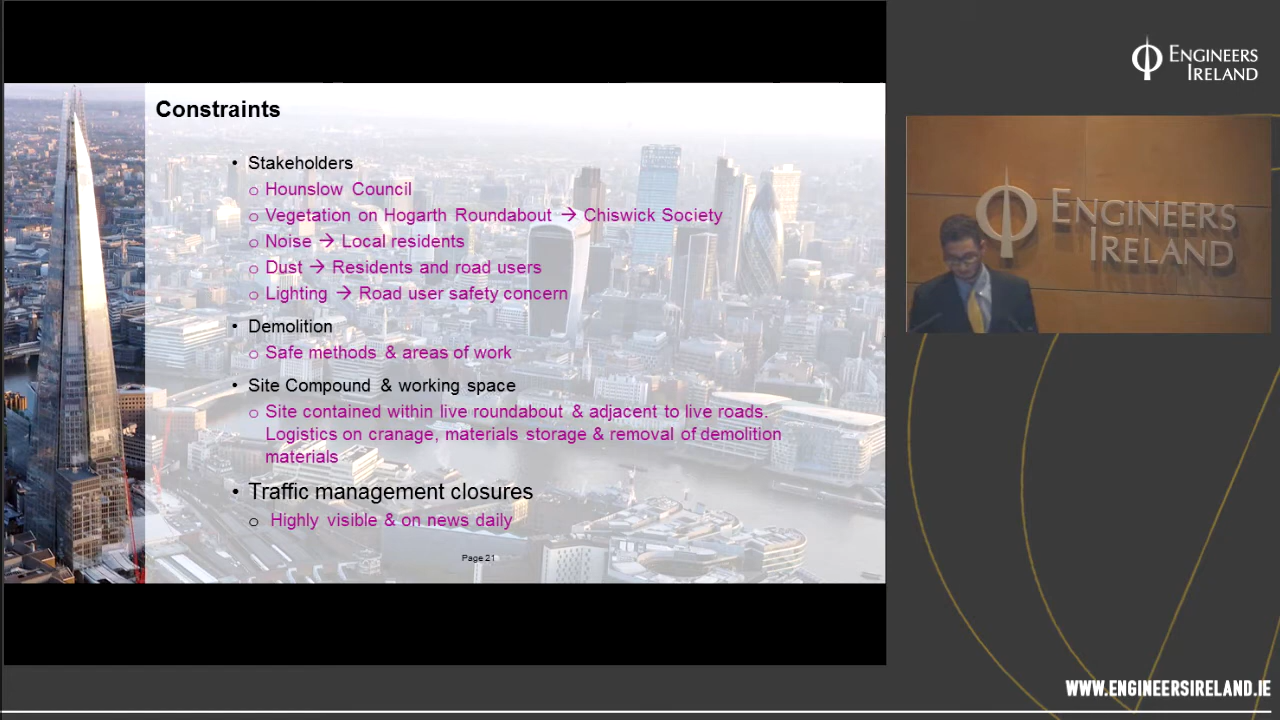 Constraints
• Stakeholders
o Hounslow Council
o Vegetation on Hogarth Roundabout → Chiswick Society
o Noise → Local residents
o Dust → Residents and road users
o Lighting → Road user safety concern
• Demolition
o Safe methods & areas of work
• Site Compound & working space
o Site contained within live roundabout & adjacent to live roads.
Logistics on cranage, materials storage & removal of demolition
materials
• Traffic management closures
o Highly visible & on news daily
Page 21
ENGINEERS
IRELAND
ENGINEERS
IRELAND
WWW.ENGINEERSIRELAND.IE